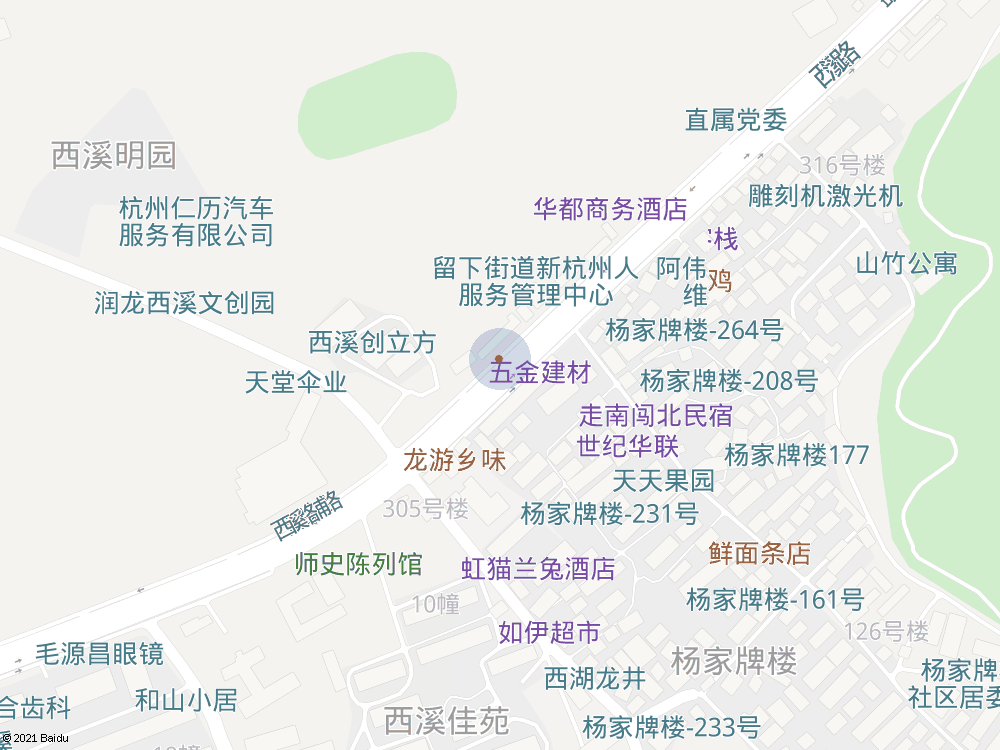 西溪路
直属党委
西溪明园
316号楼
雕刻机激光机
杭州仁历汽车
服务有限公司
华都商务酒店
栈
山竹公寓
留下街道新杭州人
服务管理中心
阿伟
鸡
维
润龙西溪文创园
杨家牌楼-264号
西溪创立方
五金建材
天堂伞业
杨家牌楼-208号
走南闯北民宿
世纪华联
龙游乡味
杨家牌楼177
天天果园
305号楼
杨家牌楼-231号
西溪路辅路
鲜面条店
师史陈列馆
虹猫兰兔酒店
10幢
杨家牌楼-161号
如伊超市
126号楼
毛源昌眼镜
杨家牌楼
西湖龙井
杨家牌
社区居委
和山小居
合齿科
西溪佳苑
杨家牌楼-233号
© 2021 Baidu